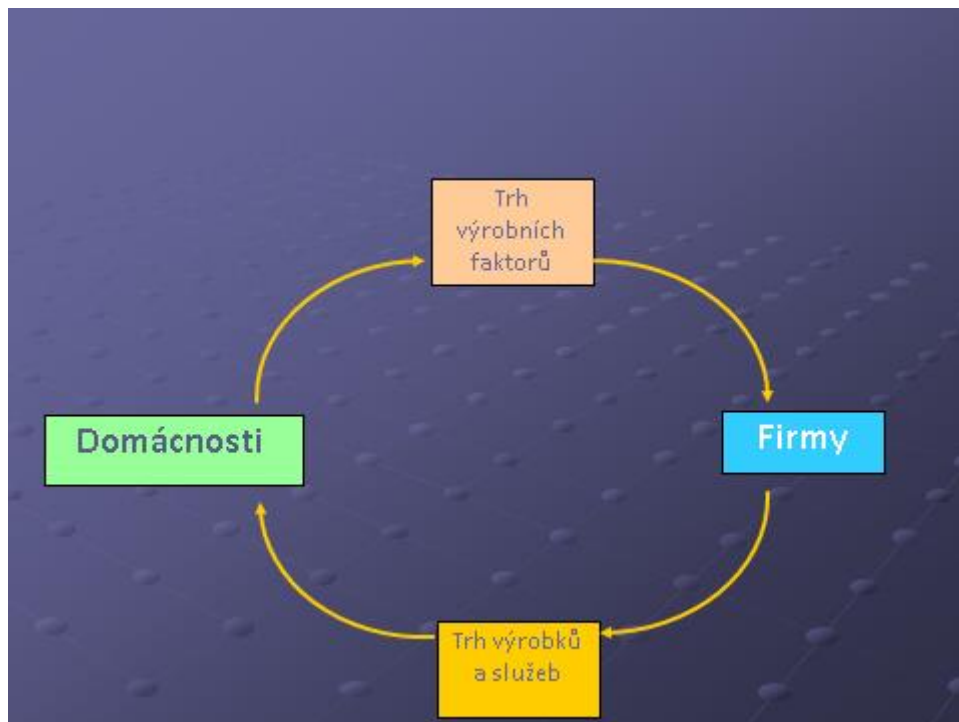 Trh
výrobních
faktorů
Domácnosti
Firmy
Trh výrobků
a služeb